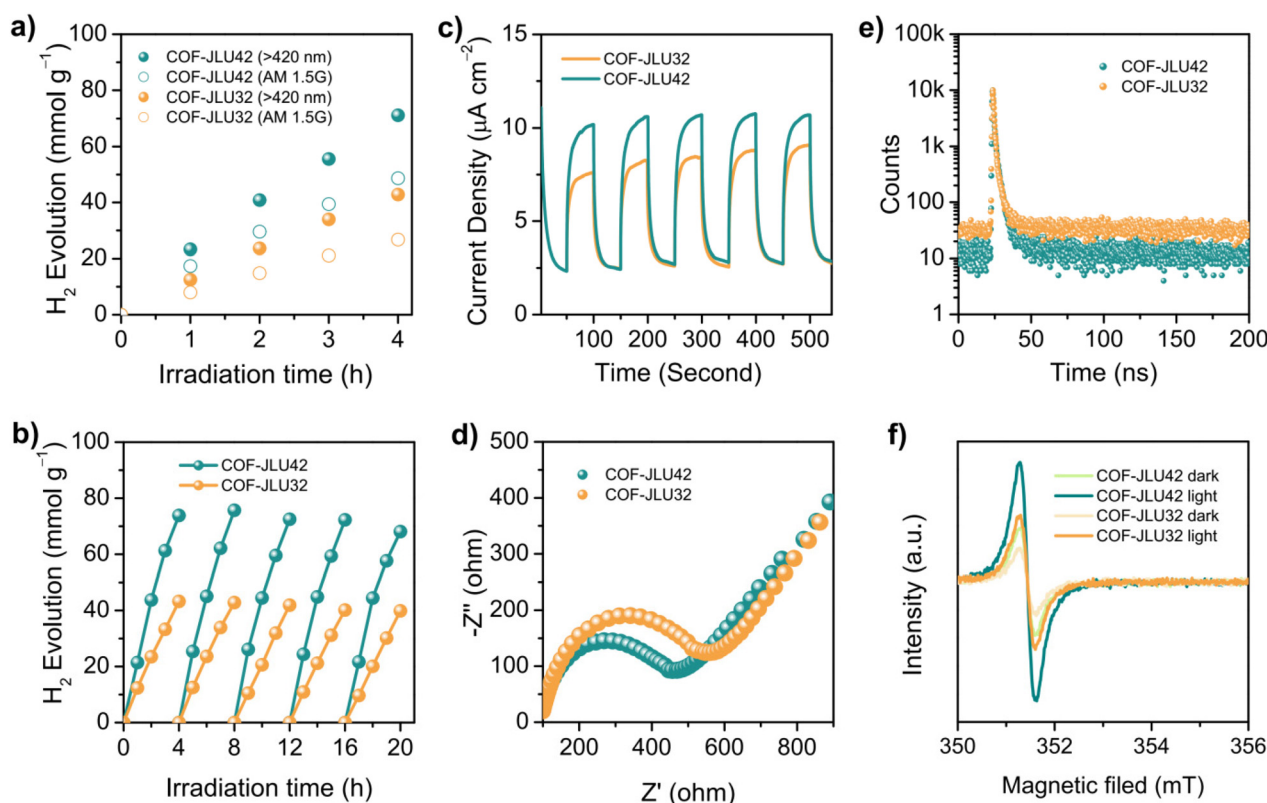 a)
H₂ Evolution (mmol g⁻¹)
100
80
60
40
20
0
COF-JLU42 (>420 nm)
COF-JLU42 (AM 1.5G)
COF-JLU32 (>420 nm)
COF-JLU32 (AM 1.5G)
0 1 2 3 4
Irradiation time (h)
c)
Current Density (μA cm⁻²)
15
10
5
0
COF-JLU32
COF-JLU42
100 200 300 400 500
Time (Second)
e)
Counts
100k
10k
1k
100
10
1
COF-JLU42
COF-JLU32
0 50 100 150 200
Time (ns)
b)
H₂ Evolution (mmol g⁻¹)
100
80
60
40
20
0
COF-JLU42
COF-JLU32
0 4 8 12 16 20
Irradiation time (h)
d)
-Z" (ohm)
500
400
300
200
100
0
COF-JLU42
COF-JLU32
200 400 600 800
Z' (ohm)
f)
Intensity (a.u.)
COF-JLU42 dark
COF-JLU42 light
COF-JLU32 dark
COF-JLU32 light
350 352 354 356
Magnetic filed (mT)